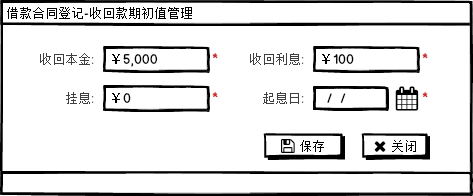 借款合同登记-收回款期初值管理
收回本金: ￥5,000 * 收回利息: ￥100 *
挂息: ￥0 * 起息日: / / *
保存 关闭